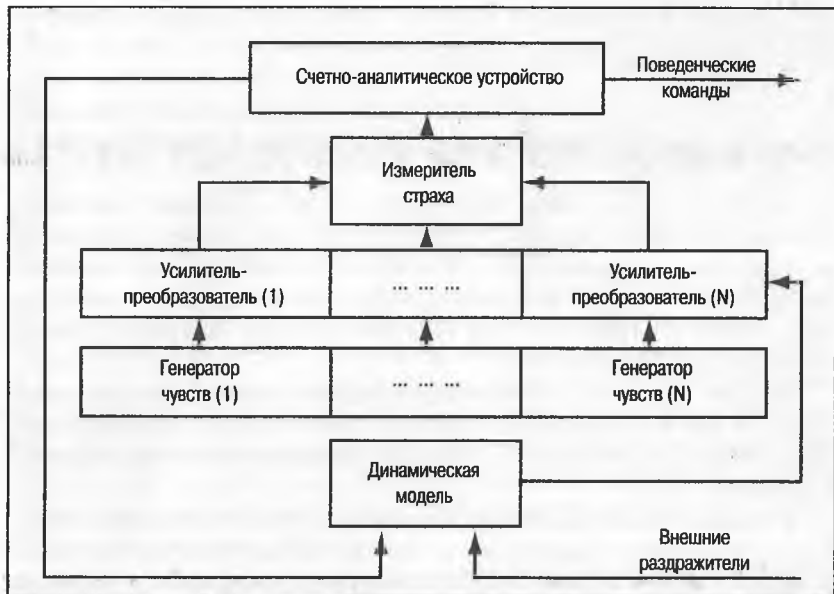 Счетно-аналитическое устройство
Поведенческие
команды
Измеритель
страха
Усилитель-
преобразователь (1)
... ... ...
Усилитель-
преобразователь (N)
Генератор
чувств (1)
... ... ...
Генератор
чувств (N)
Динамическая
модель
Внешние
раздражители